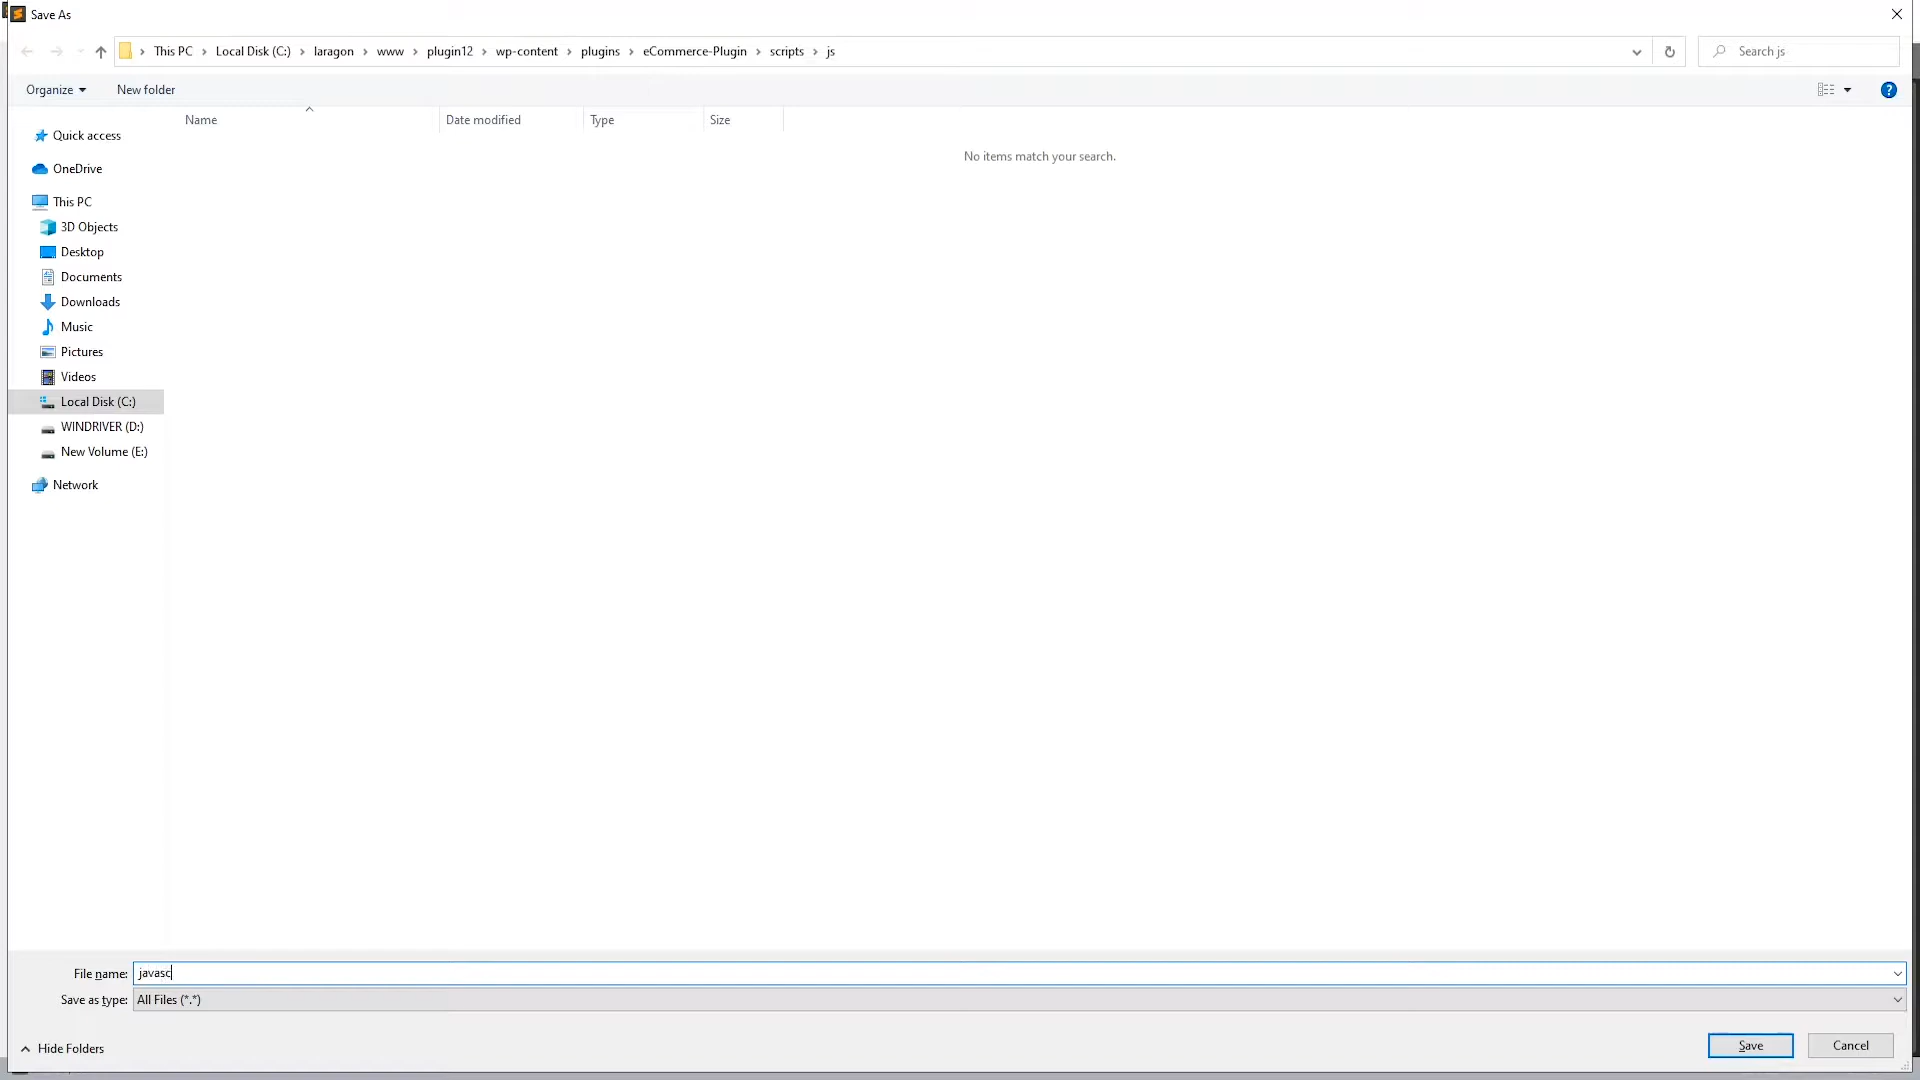 Save As
This PC > Local Disk (C:) > laragon > www > plugin12 > wp-content > plugins > eCommerce-Plugin > scripts > js
Search js
Organize
New folder
?
Name
Date modified
Type
Size
No items match your search.
Quick access
OneDrive
This PC
3D Objects
Desktop
Documents
Downloads
Music
Pictures
Videos
Local Disk (C:)
WINDRIVER (D:)
New Volume (E:)
Network
File name: javasc
Save as type: All Files (*.*)
Hide Folders
Save
Cancel